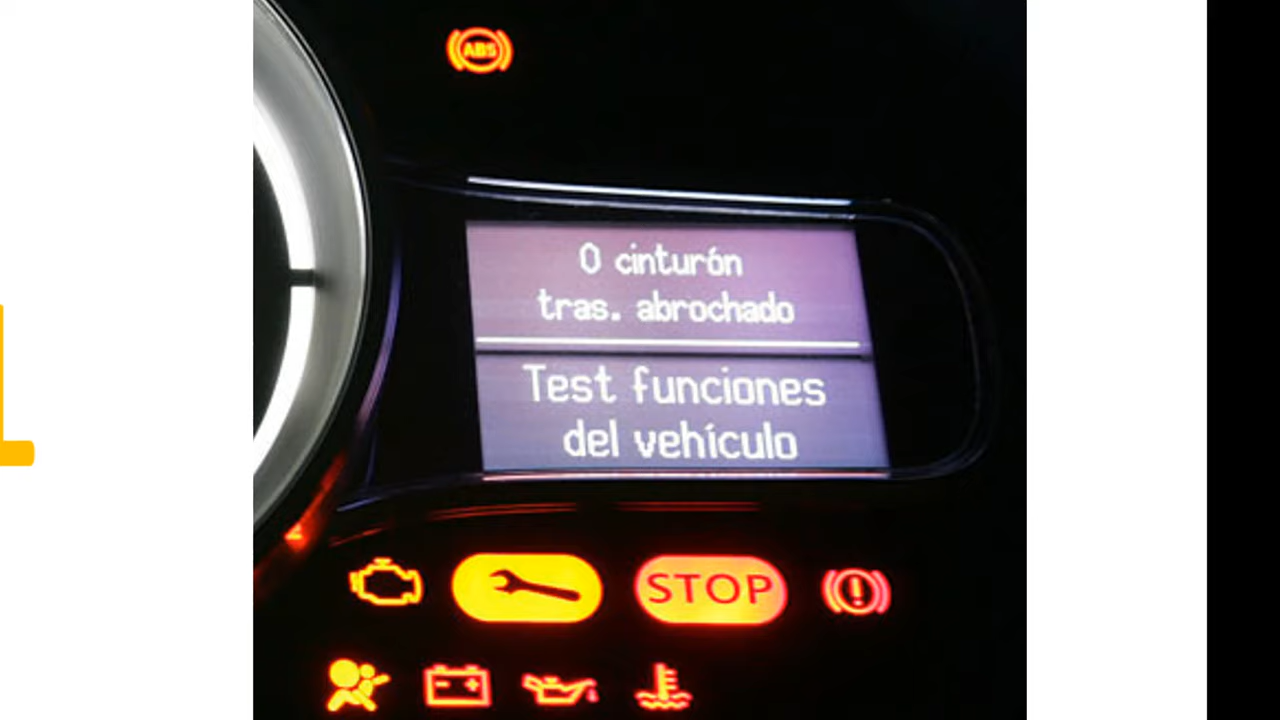 ABS
0 cinturón
tras. abrochado
Test funciones
del vehículo
STOP